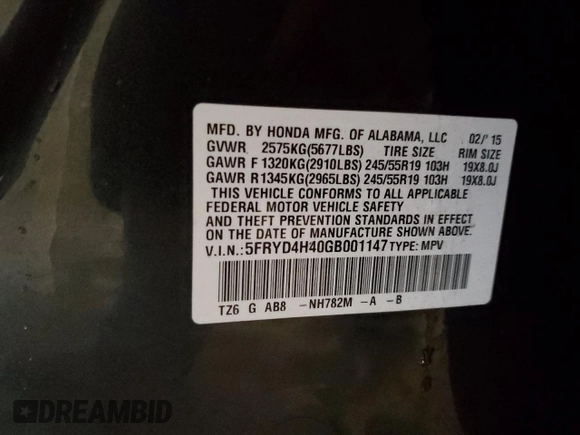 MFD. BY HONDA MFG. OF ALABAMA, LLC 02/'15
GVWR 2575KG(5677LBS) TIRE SIZE RIM SIZE
GAWR F 1320KG(2910LBS) 245/55R19 103H 19X8.0J
GAWR R1345KG(2965LBS) 245/55R19 103H 19X8.0J
THIS VEHICLE CONFORMS TO ALL APPLICABLE
FEDERAL MOTOR VEHICLE SAFETY
AND THEFT PREVENTION STANDARDS IN EFFECT
ON THE DATE OF MANUFACTURE SHOWN ABOVE.
V.I.N.:5FRYD4H40GB001147 TYPE: MPV
TZ6 G AB8 -NH782M -A -B
DREAMBID